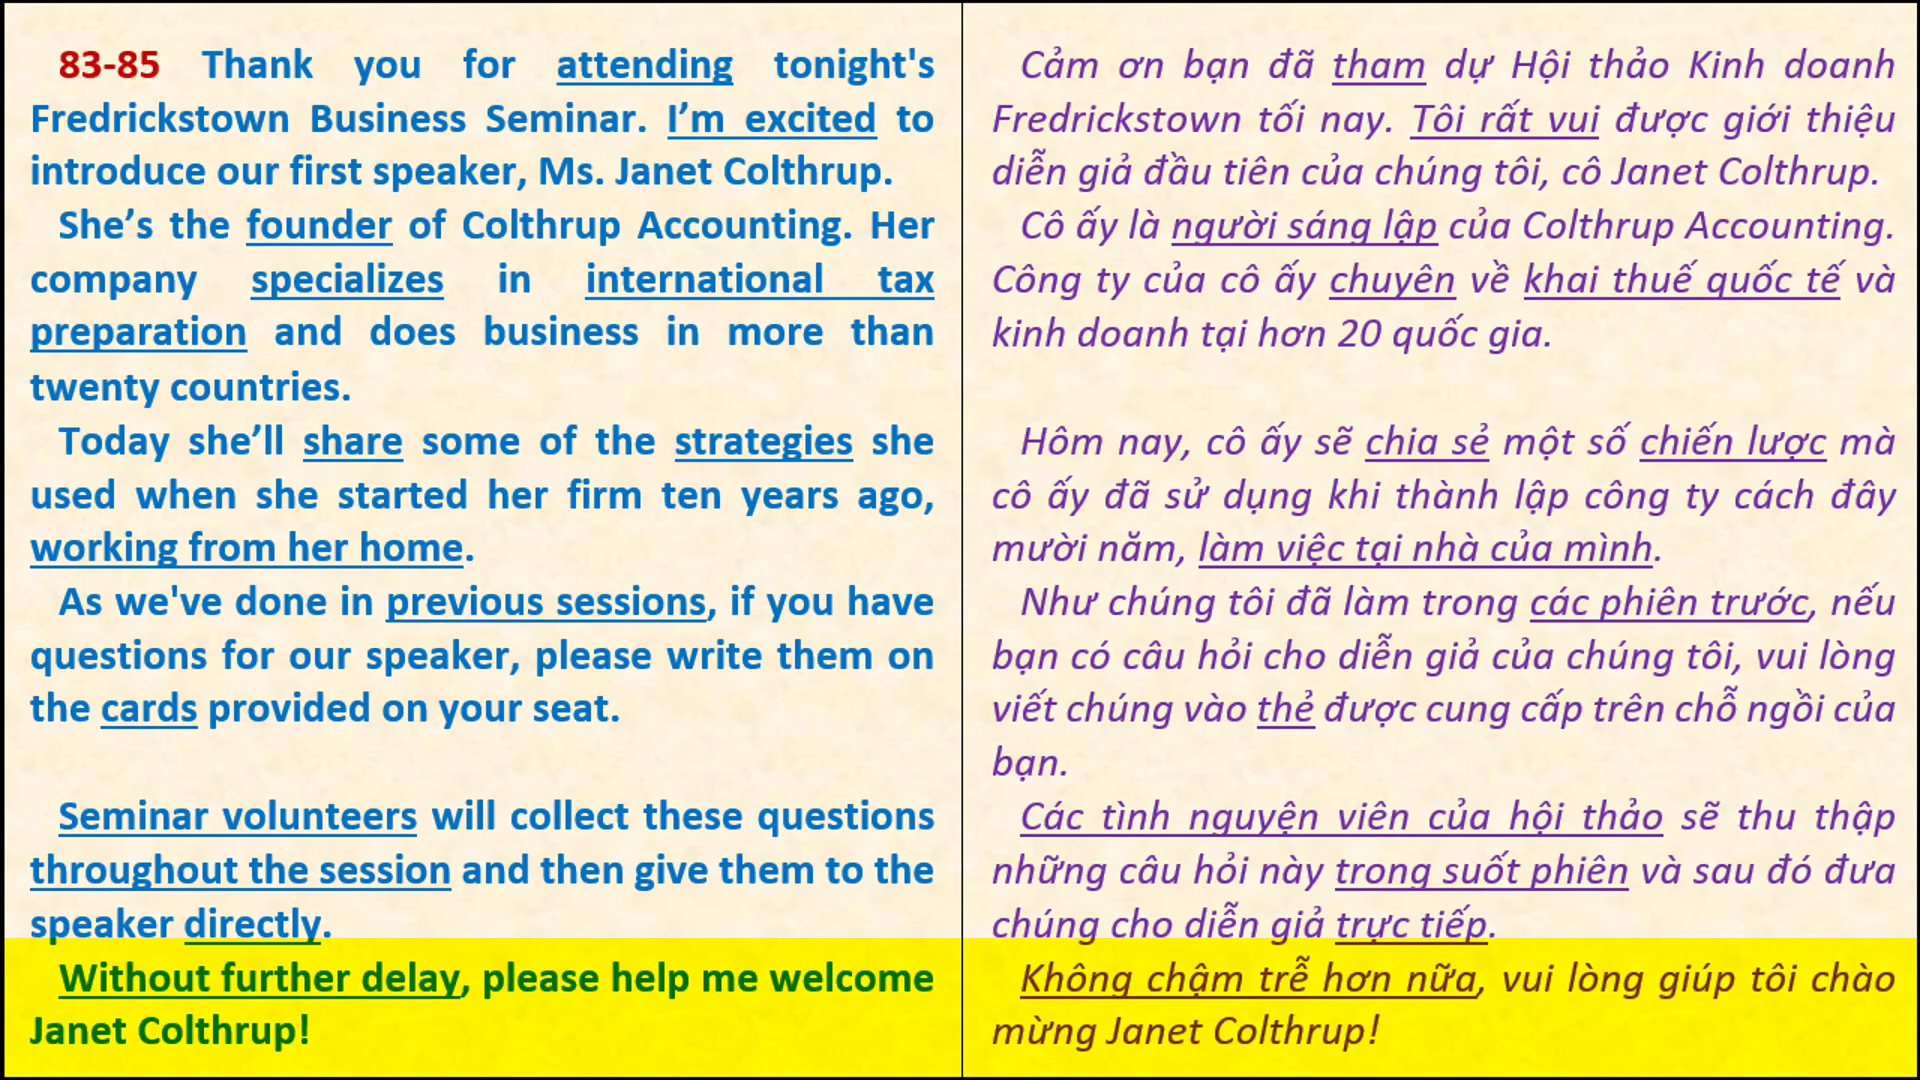 83-85 Thank you for attending tonight's
Fredrickstown Business Seminar. I’m excited to
introduce our first speaker, Ms. Janet Colthrup.
She’s the founder of Colthrup Accounting. Her
company specializes in international tax
preparation and does business in more than
twenty countries.
Today she’ll share some of the strategies she
used when she started her firm ten years ago,
working from her home.
As we've done in previous sessions, if you have
questions for our speaker, please write them on
the cards provided on your seat.
Seminar volunteers will collect these questions
throughout the session and then give them to the
speaker directly.
Without further delay, please help me welcome
Janet Colthrup!
Cảm ơn bạn đã tham dự Hội thảo Kinh doanh
Fredrickstown tối nay. Tôi rất vui được giới thiệu
diễn giả đầu tiên của chúng tôi, cô Janet Colthrup.
Cô ấy là người sáng lập của Colthrup Accounting.
Công ty của cô ấy chuyên về khai thuế quốc tế và
kinh doanh tại hơn 20 quốc gia.
Hôm nay, cô ấy sẽ chia sẻ một số chiến lược mà
cô ấy đã sử dụng khi thành lập công ty cách đây
mười năm, làm việc tại nhà của mình.
Như chúng tôi đã làm trong các phiên trước, nếu
bạn có câu hỏi cho diễn giả của chúng tôi, vui lòng
viết chúng vào thẻ được cung cấp trên chỗ ngồi của
bạn.
Các tình nguyện viên của hội thảo sẽ thu thập
những câu hỏi này trong suốt phiên và sau đó đưa
chúng cho diễn giả trực tiếp.
Không chậm trễ hơn nữa, vui lòng giúp tôi chào
mừng Janet Colthrup!